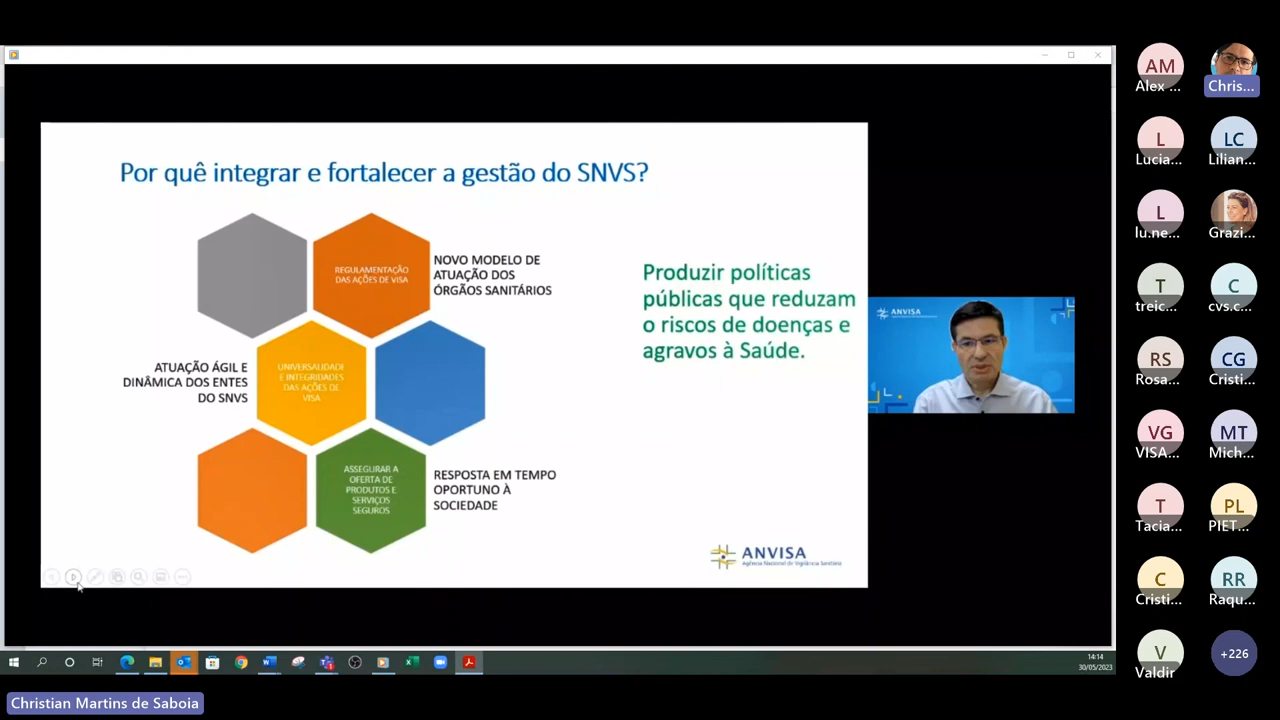 Por quê integrar e fortalecer a gestão do SNVS?
REGULAMENTAÇÃO
DAS AÇÕES DE VISA
NOVO MODELO DE
ATUAÇÃO DOS
ÓRGÃOS SANITÁRIOS
ATUAÇÃO ÁGIL E
DINÂMICA DOS ENTES
DO SNVS
UNIVERSALIDADE
E INTEGRIDADES
DAS AÇÕES DE
VISA
ASSEGURAR A
OFERTA DE
PRODUTOS E
SERVIÇOS
SEGUROS
RESPOSTA EM TEMPO
OPORTUNO À
SOCIEDADE
Produzir políticas
públicas que reduzam
o riscos de doenças e
agravos à Saúde.
ANVISA
Agência Nacional de Vigilância Sanitária
ANVISA
AM
Alex ...
Chris...
L
Lucia...
LC
Lilian...
L
lu.ne...
Grazi...
T
treic...
C
cvs.c...
RS
Rosa...
CG
Cristi...
VG
VISA...
MT
Mich...
T
Tacia...
PL
PIET...
C
Cristi...
RR
Raqu...
V
Valdir
+226
14:14
30/05/2023
Christian Martins de Saboia